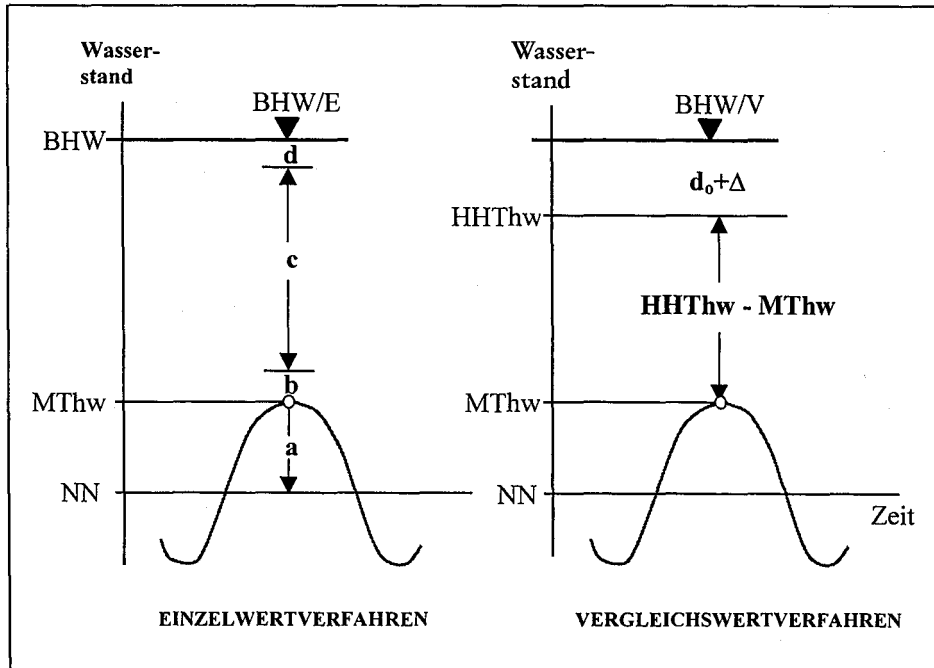 Wasser-
stand
BHW/E
BHW
d
c
b
MThw
a
NN
EINZELWERTVERFAHREN
Wasser-
stand
BHW/V
d₀+Δ
HHThw
HHThw - MThw
MThw
NN
Zeit
VERGLEICHSWERTVERFAHREN